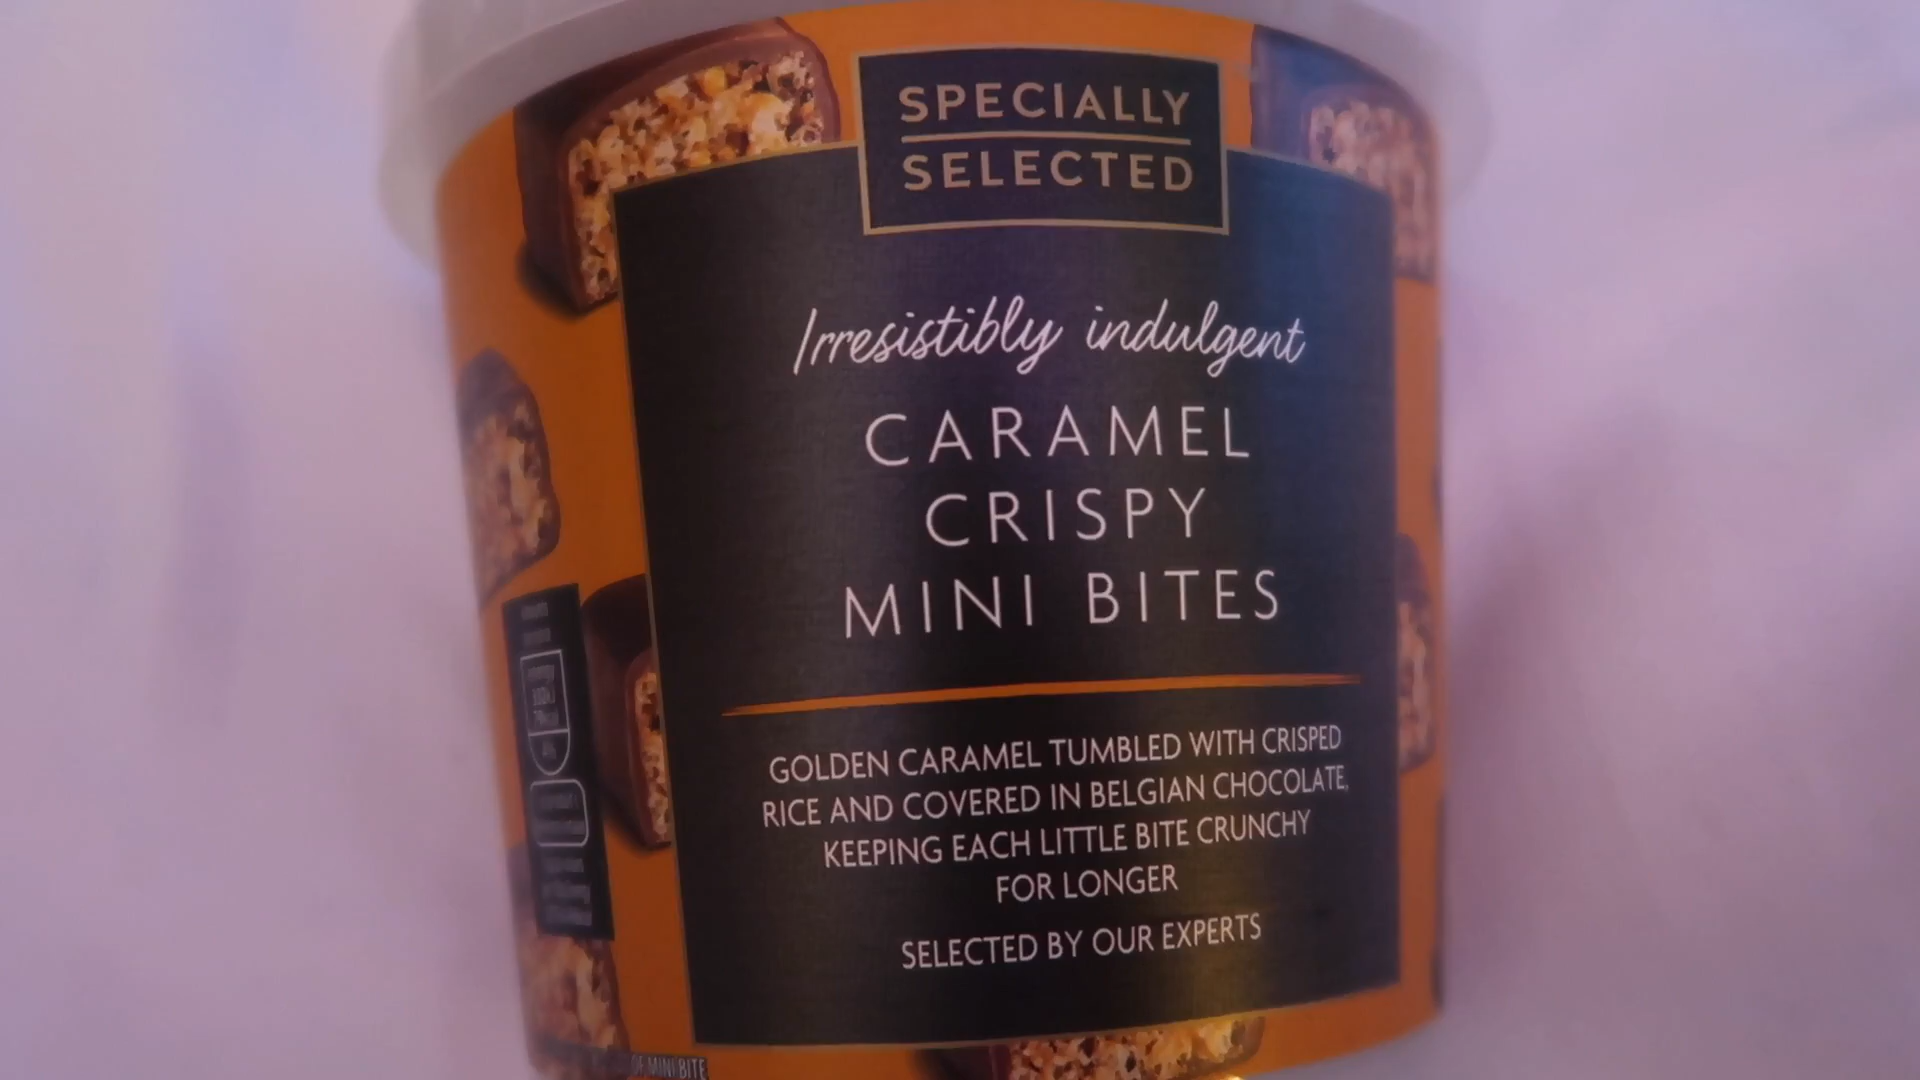 SPECIALLY
SELECTED
Irresistibly indulgent
CARAMEL
CRISPY
MINI BITES
GOLDEN CARAMEL TUMBLED WITH CRISPED
RICE AND COVERED IN BELGIAN CHOCOLATE,
KEEPING EACH LITTLE BITE CRUNCHY
FOR LONGER
SELECTED BY OUR EXPERTS
OF MINI BITE